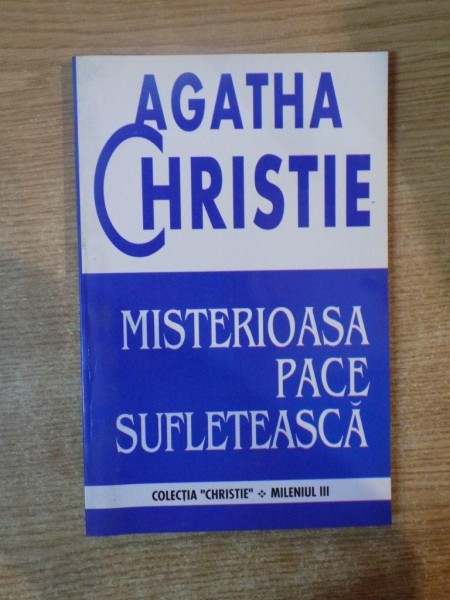 AGATHA
CHRISTIE
MISTERIOASA
PACE
SUFLETEASCĂ
COLECȚIA "CHRISTIE" ❖ MILENIUL III